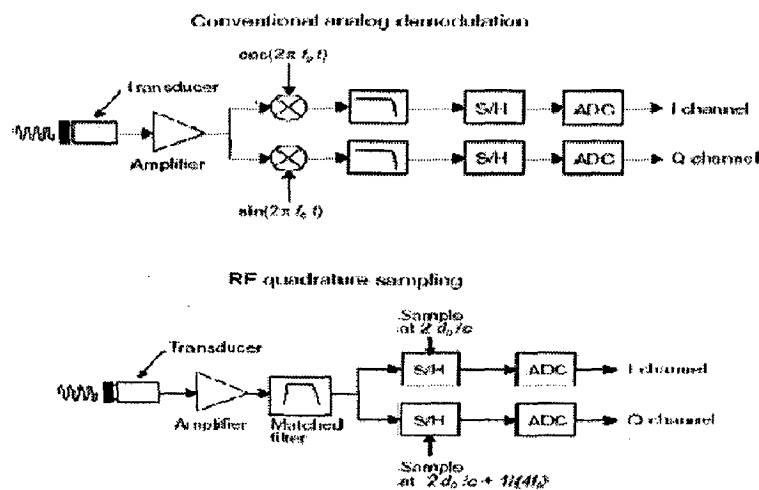 Conventional analog demodulation
cos(2π f₀ t)
Transducer
S/H
ADC
I channel
Amplifier
S/H
ADC
Q channel
sin(2π f₀ t)
RF quadrature sampling
Sample
at 2 d₀/c
Transducer
S/H
ADC
I channel
Amplifier
Matched
filter
S/H
ADC
Q channel
Sample
at 2 d₀/c + 1/(4f₀)